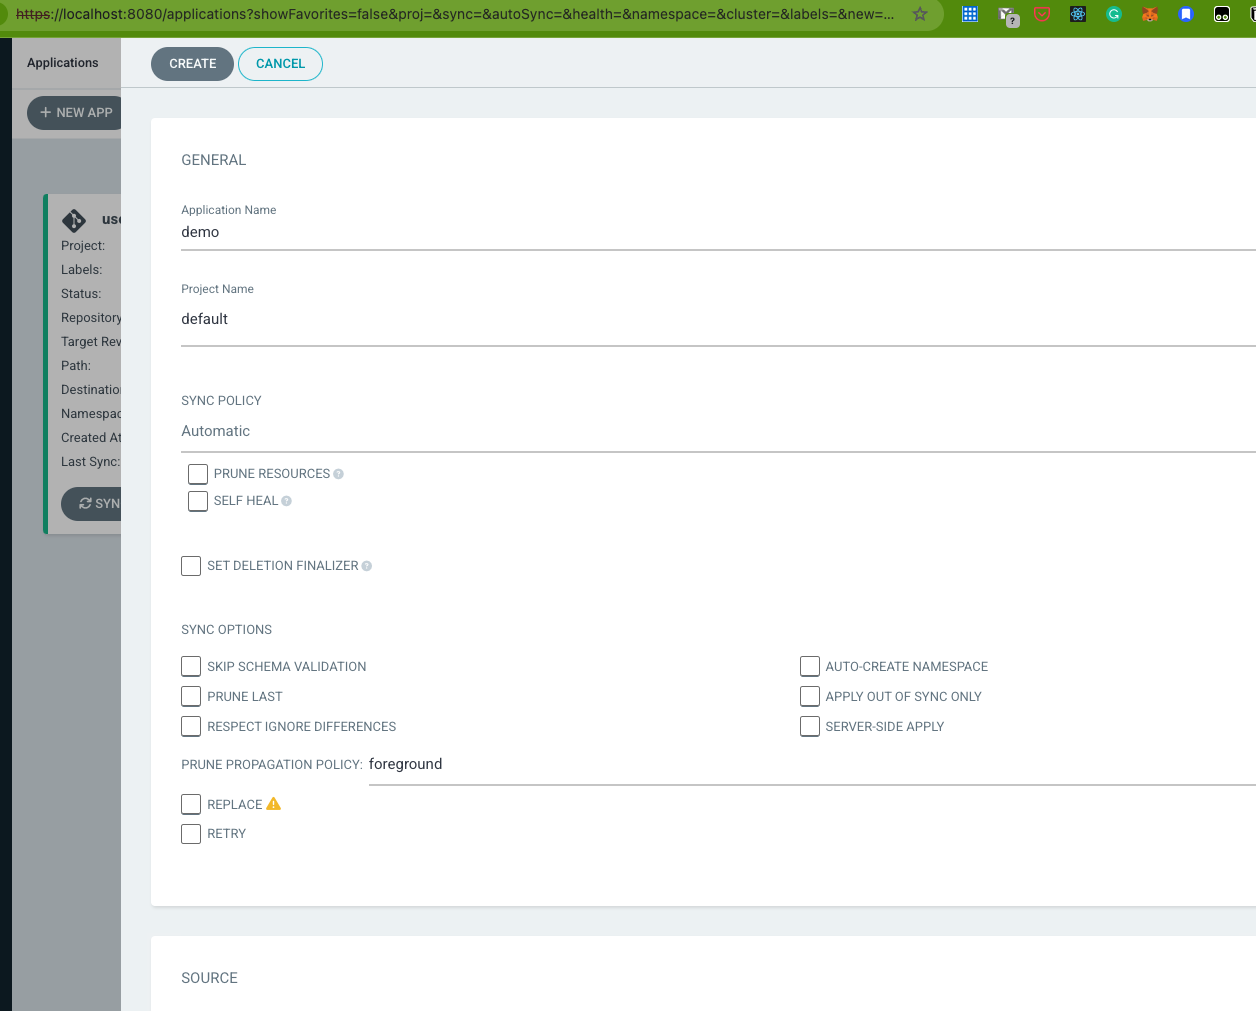 https://localhost:8080/applications?showFavorites=false&proj=&sync=&autoSync=&health=&namespace=&cluster=&labels=&new=...
Applications
CREATE
CANCEL
+ NEW APP
GENERAL
Application Name
demo
Project Name
default
SYNC POLICY
Automatic
PRUNE RESOURCES ?
SELF HEAL ?
SET DELETION FINALIZER ?
SYNC OPTIONS
SKIP SCHEMA VALIDATION
AUTO-CREATE NAMESPACE
PRUNE LAST
APPLY OUT OF SYNC ONLY
RESPECT IGNORE DIFFERENCES
SERVER-SIDE APPLY
PRUNE PROPAGATION POLICY: foreground
REPLACE
RETRY
SOURCE
use
Project:
Labels:
Status:
Repository
Target Rev
Path:
Destinatio
Namespac
Created At
Last Sync:
SYN